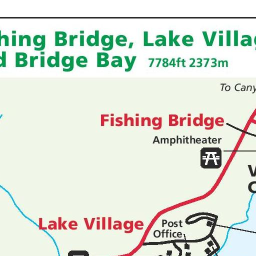 hing Bridge, Lake Villag
d Bridge Bay 7784ft 2373m
To Cany
Fishing Bridge
Amphitheater
Lake Village
Post
Office